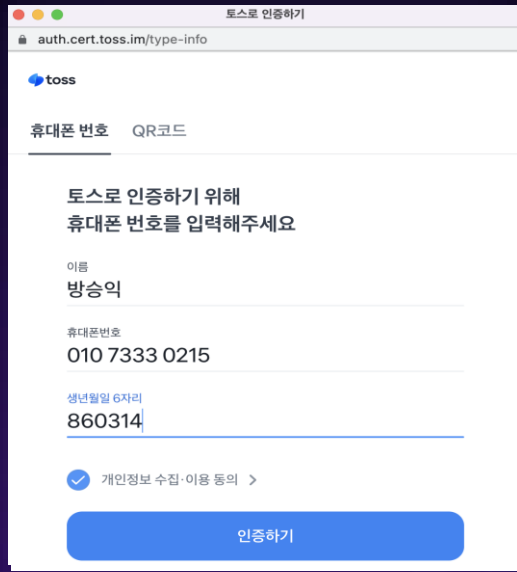 토스로 인증하기
auth.cert.toss.im/type-info
toss
휴대폰 번호 QR코드
토스로 인증하기 위해
휴대폰 번호를 입력해주세요
이름
방승익
휴대폰번호
010 7333 0215
생년월일 6자리
860314
개인정보 수집·이용 동의 >
인증하기